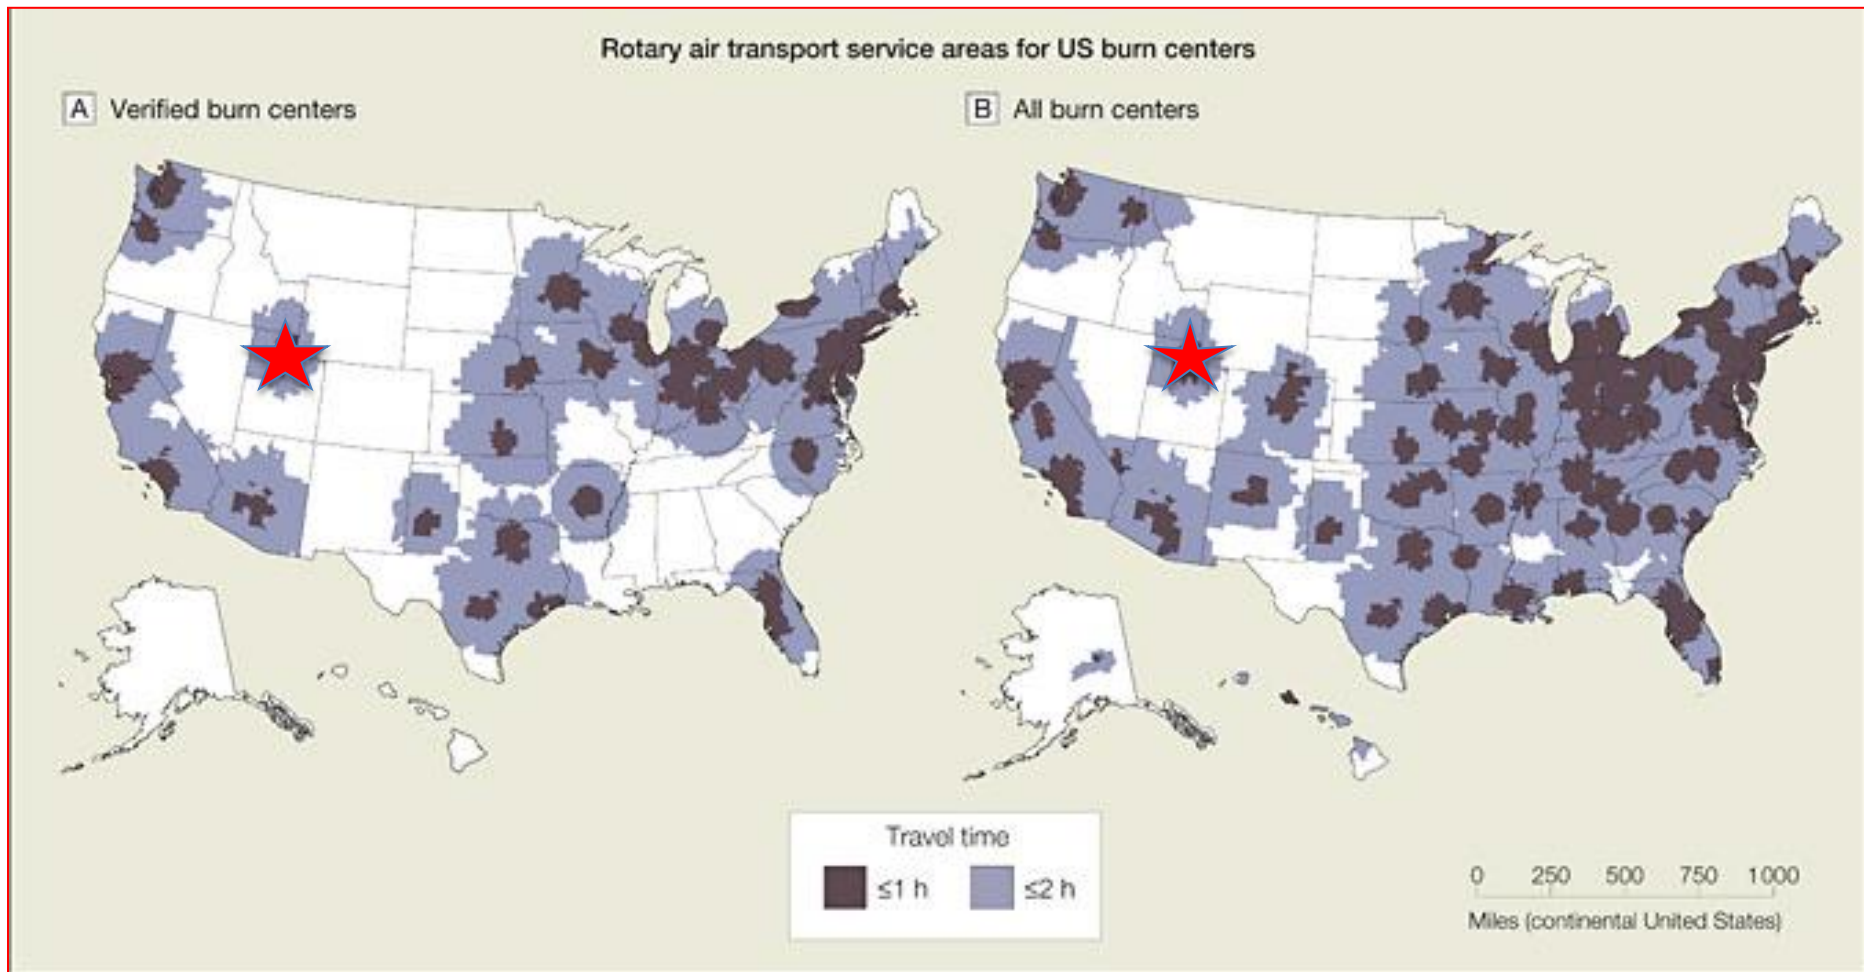 Rotary air transport service areas for US burn centers
A Verified burn centers
B All burn centers
Travel time
≤1 h
≤2 h
0 250 500 750 1000
Miles (continental United States)